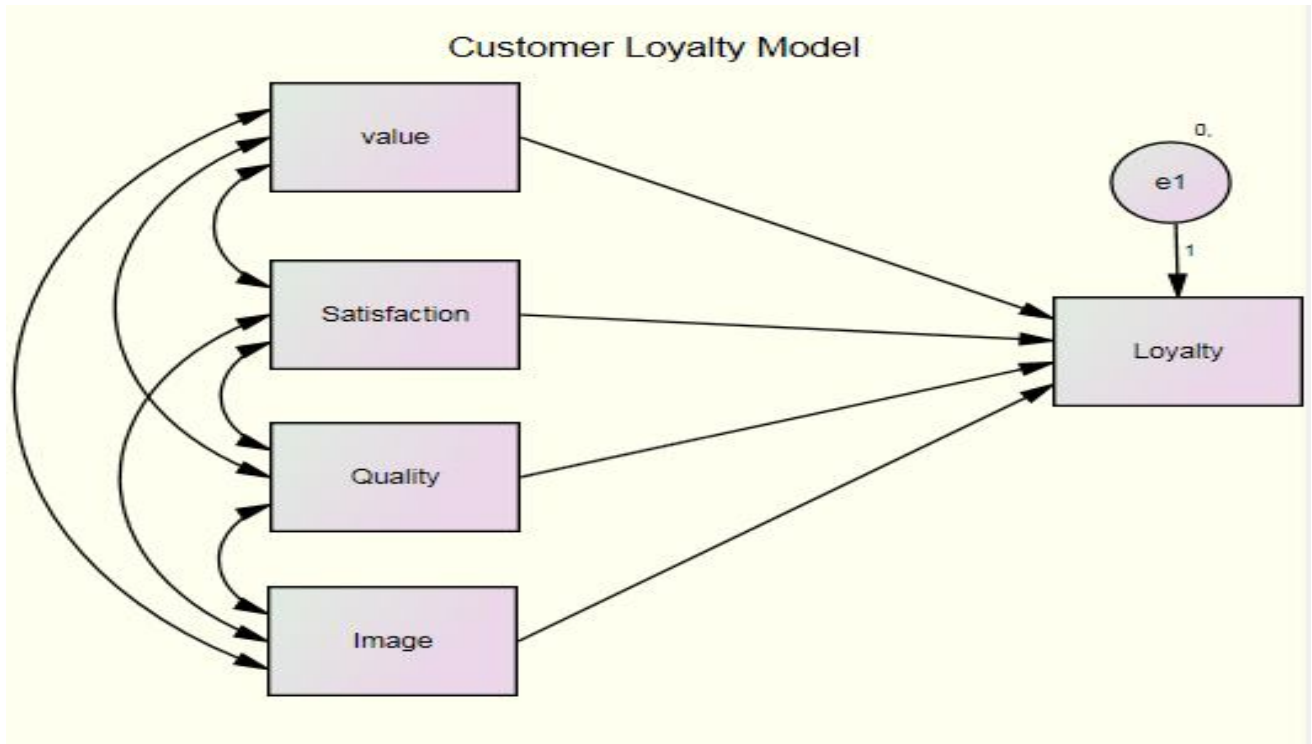 Customer Loyalty Model
value
0,
e1
1
Satisfaction
Loyalty
Quality
Image